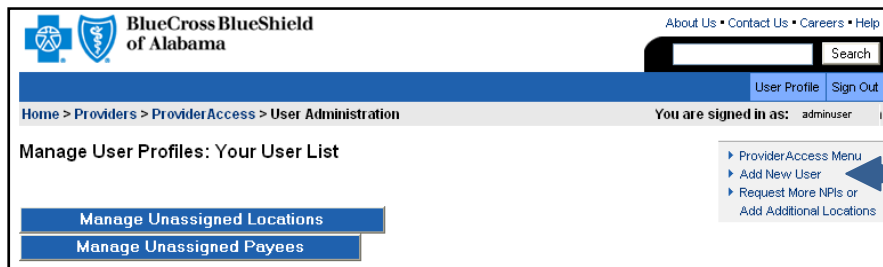 BlueCross BlueShield
of Alabama
About Us ▪ Contact Us ▪ Careers ▪ Help
Search
User Profile Sign Out
Home > Providers > ProviderAccess > User Administration
You are signed in as: adminuser
Manage User Profiles: Your User List
ProviderAccess Menu
Add New User
Request More NPIs or
Add Additional Locations
Manage Unassigned Locations
Manage Unassigned Payees